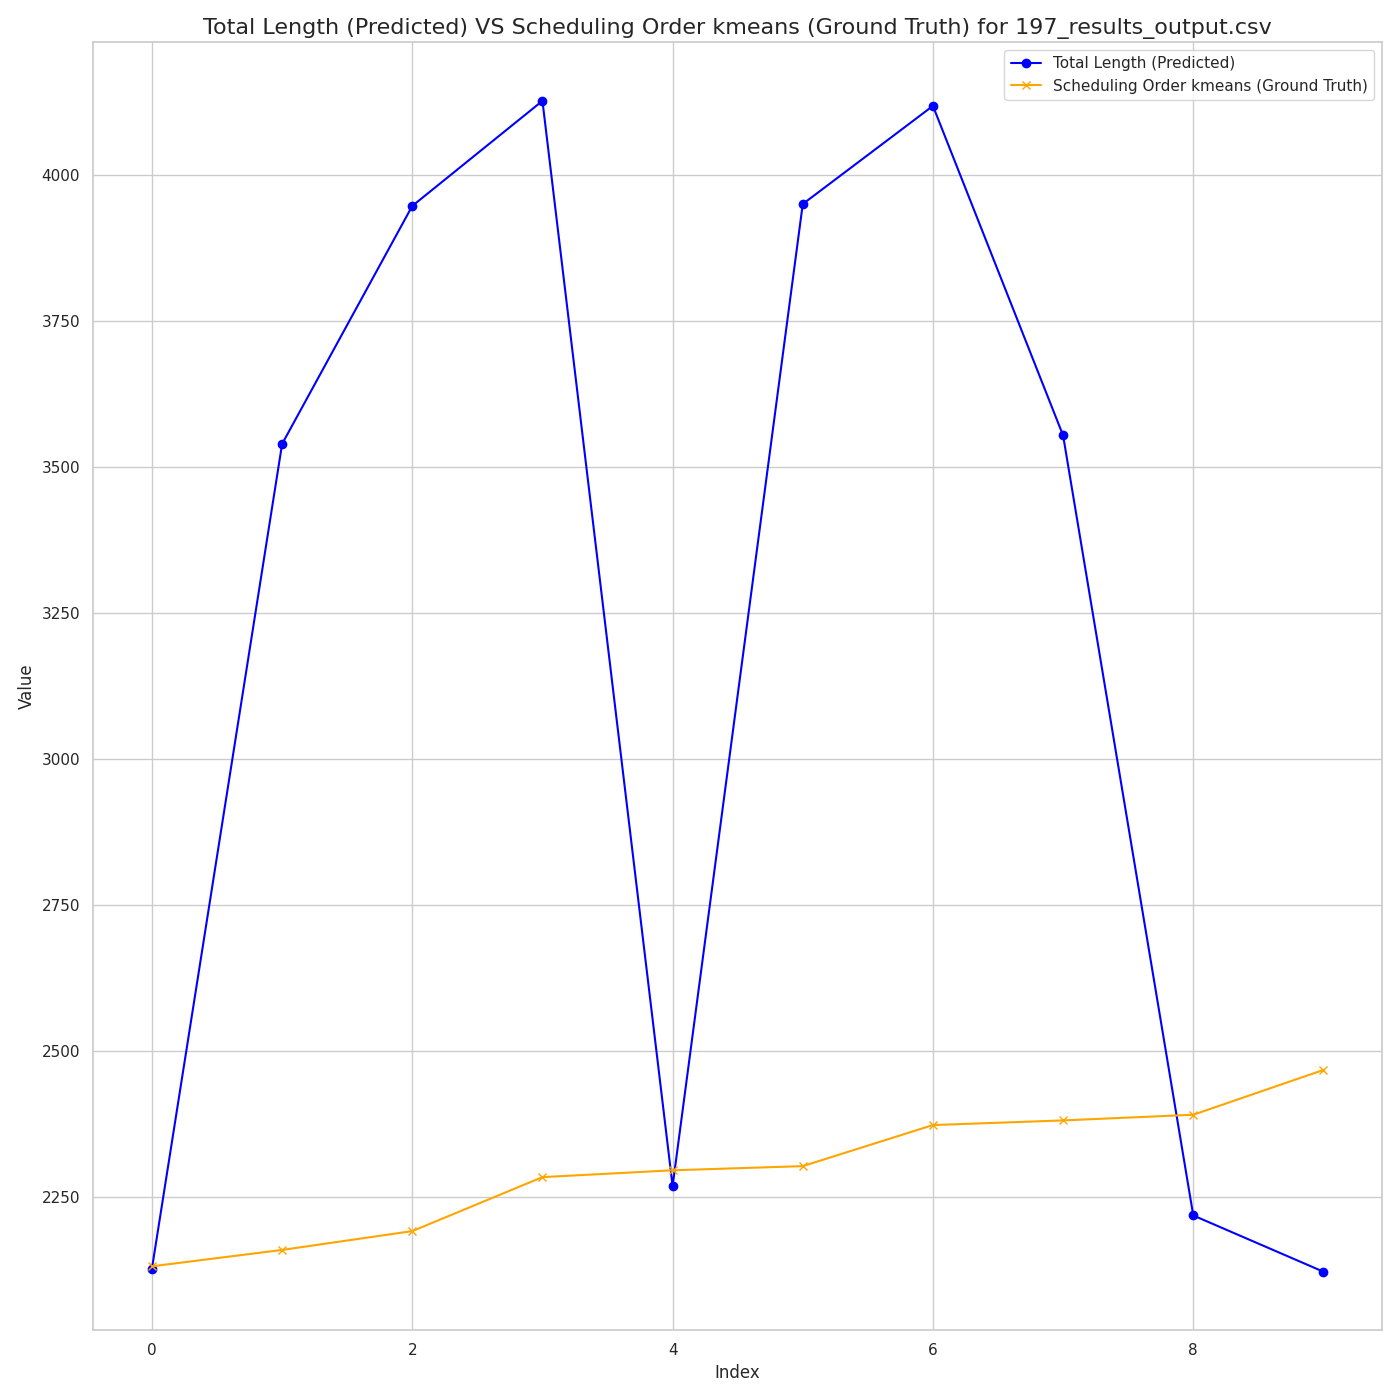 Total Length (Predicted) VS Scheduling Order kmeans (Ground Truth) for 197_results_output.csv
Total Length (Predicted)
Scheduling Order kmeans (Ground Truth)
4000
3750
3500
3250
3000
2750
2500
2250
Value
0 2 4 6 8
Index